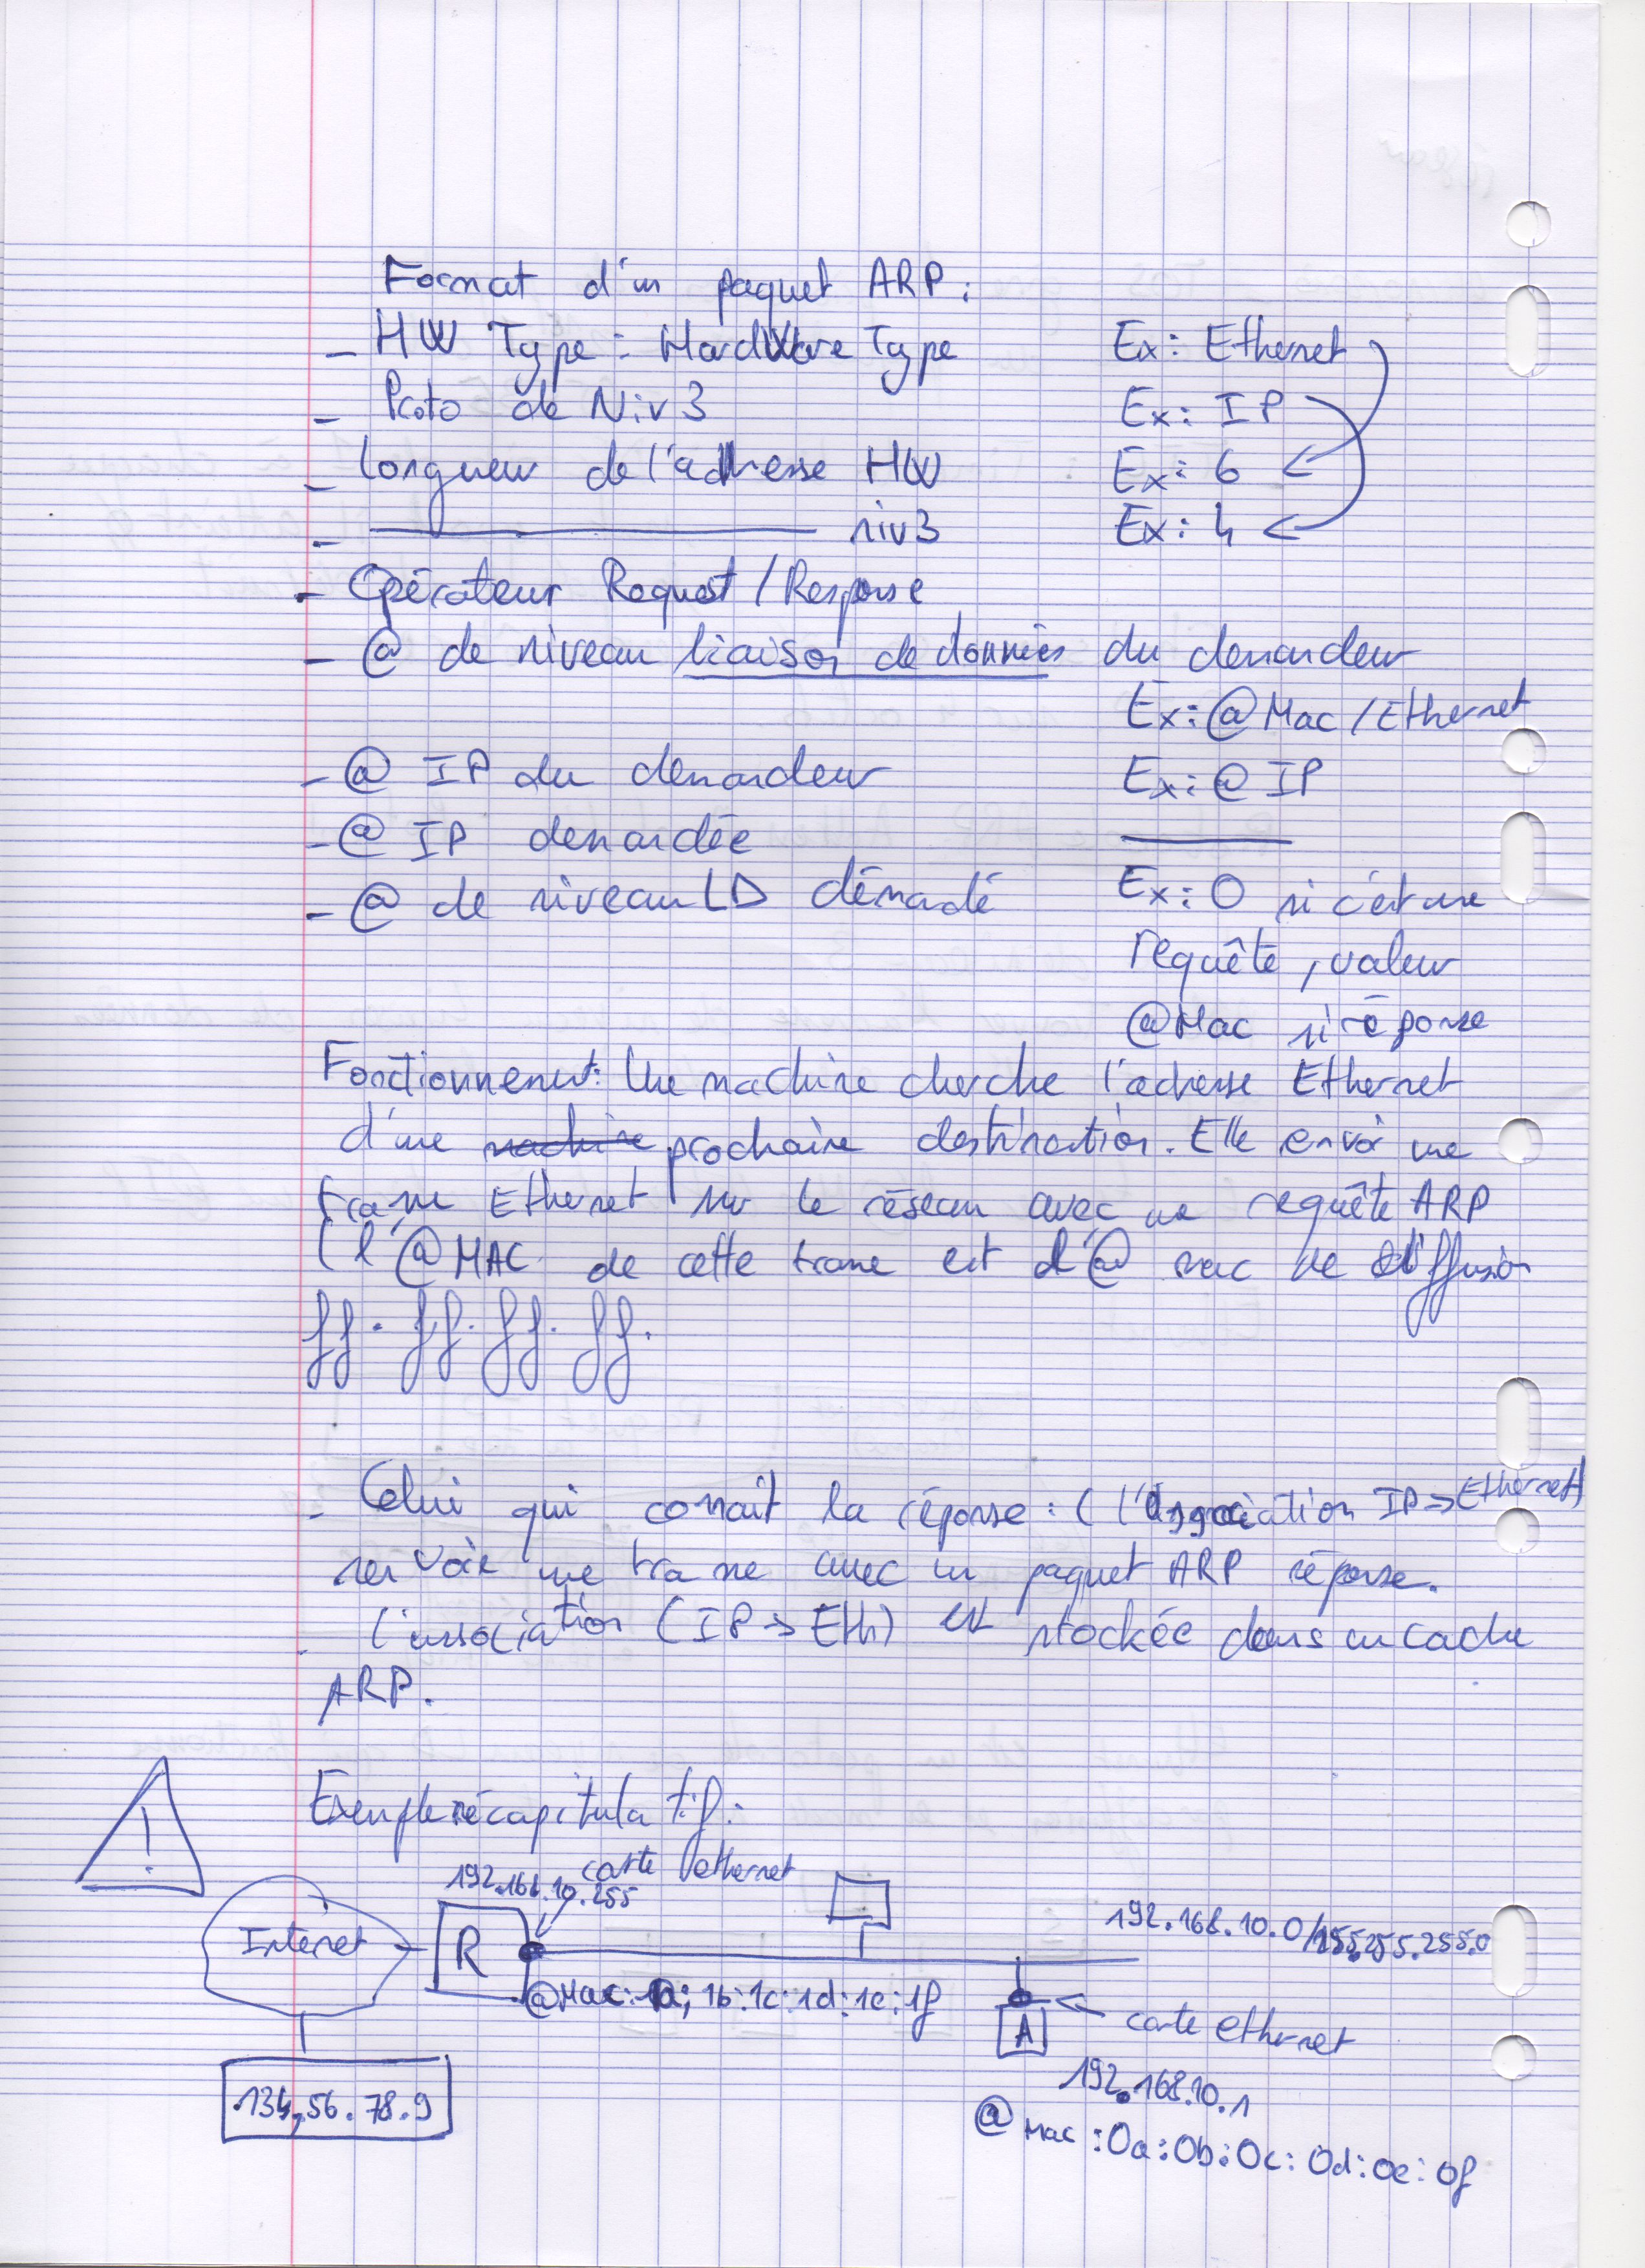 Format d'un paquet ARP :
- HW Type : HardWare Type Ex: Ethernet
- Proto de Niv 3 Ex: IP
- Longueur de l'adresse HW Ex: 6
- niv 3 Ex: 4
- Opérateur Request / Response
- @ de niveau liaison de données du demandeur
Ex: @ Mac / Ethernet
- @ IP du demandeur Ex: @ IP
- @ IP demandée
- @ de niveau LD démandé Ex: 0 si c'est une
requête, valeur
@Mac si réponse
Fonctionnement: Une machine cherche l'adresse Ethernet
d'une machine prochaine destination. Elle envoi une
trame Ethernet sur le réseau avec une requête ARP
( l'@ MAC de cette trame est l'@ mac de diffusion
ff. ff. ff. ff.
- Celui qui connait la réponse : ( l'association IP -> Ethernet)
renvoie une trame avec un paquet ARP réponse.
- l'association (IP -> Eth) est stockée dans un cache
ARP.
Exemple récapitulatif :
192.168.10.255 carte ethernet
Internet R 192.168.10.0/255.255.255.0
@Mac: 1a: 1b:1c:1d:1e:1f
A carte ethernet
134.56.78.9 192.168.10.1
@ Mac :0a:0b:0c:0d:0e:0f